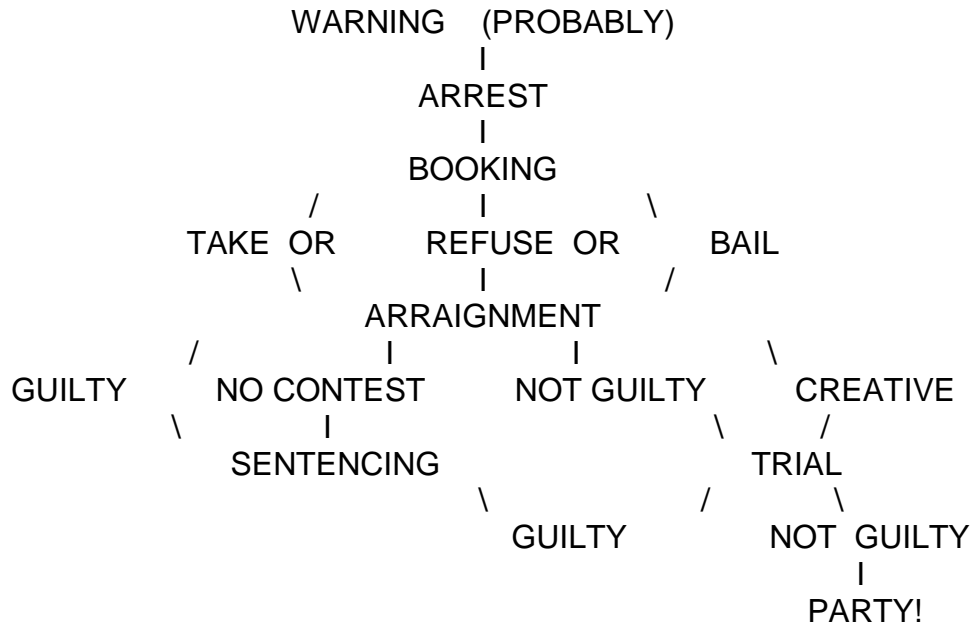 WARNING (PROBABLY)
I
ARREST
I
BOOKING
/ I \
TAKE OR REFUSE OR BAIL
\ I /
ARRAIGNMENT
/ I I \
GUILTY NO CONTEST NOT GUILTY CREATIVE
\ I \ /
SENTENCING TRIAL
\ / \
GUILTY NOT GUILTY
I
PARTY!